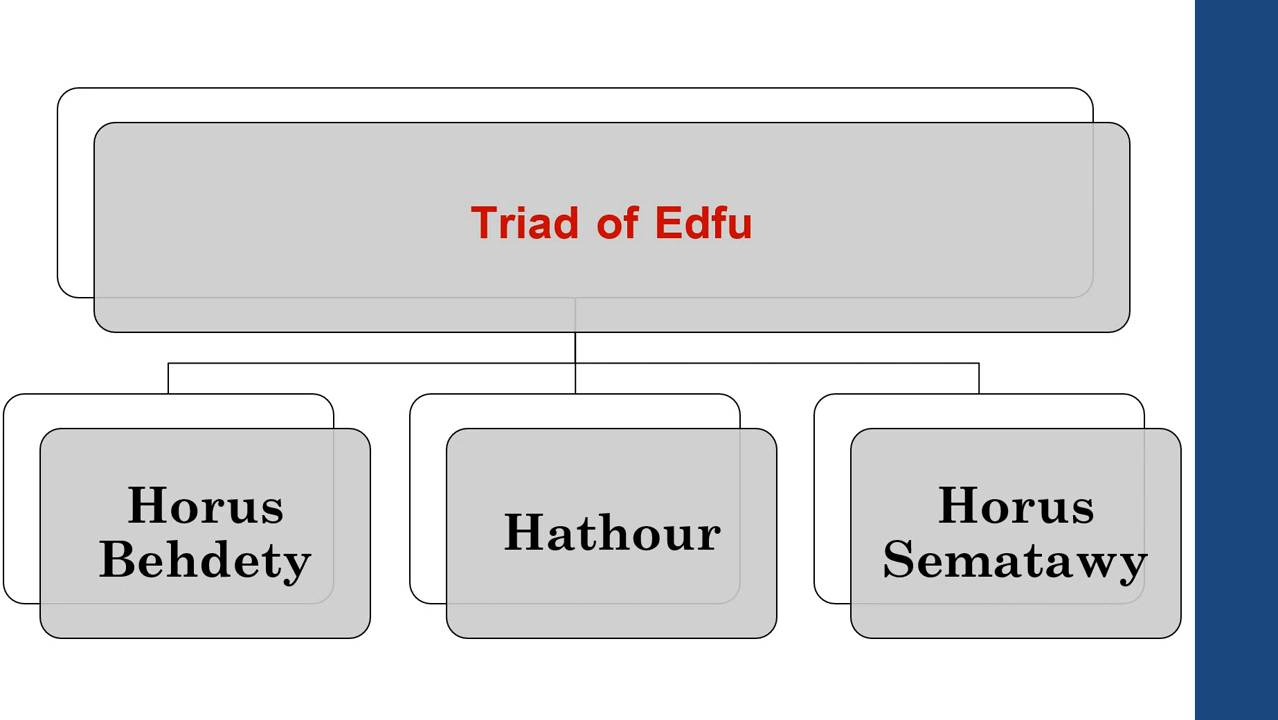 Triad of Edfu
Horus
Behdety
Hathour
Horus
Sematawy